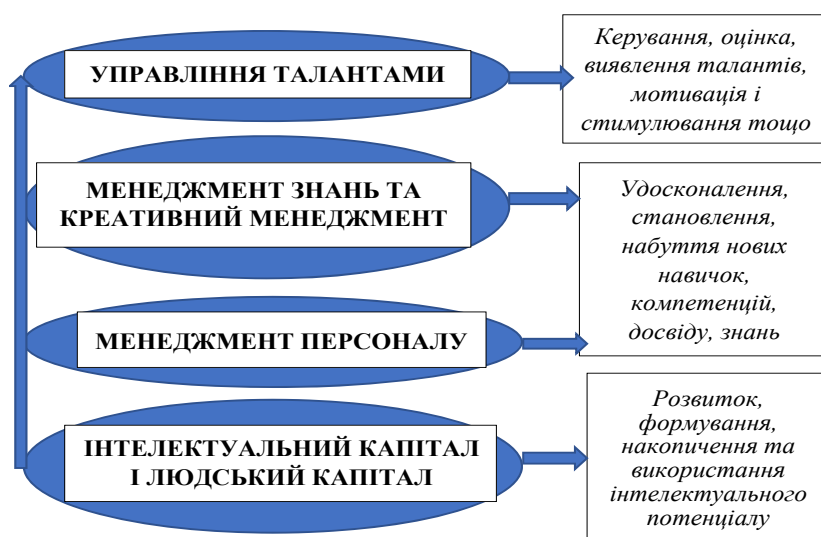 УПРАВЛІННЯ ТАЛАНТАМИ
Керування, оцінка,
виявлення талантів,
мотивація і
стимулювання тощо
МЕНЕДЖМЕНТ ЗНАНЬ ТА
КРЕАТИВНИЙ МЕНЕДЖМЕНТ
Удосконалення,
становлення,
набуття нових
навичок,
компетенцій,
досвіду, знань
МЕНЕДЖМЕНТ ПЕРСОНАЛУ
ІНТЕЛЕКТУАЛЬНИЙ КАПІТАЛ
І ЛЮДСЬКИЙ КАПІТАЛ
Розвиток,
формування,
накопичення та
використання
інтелектуального
потенціалу